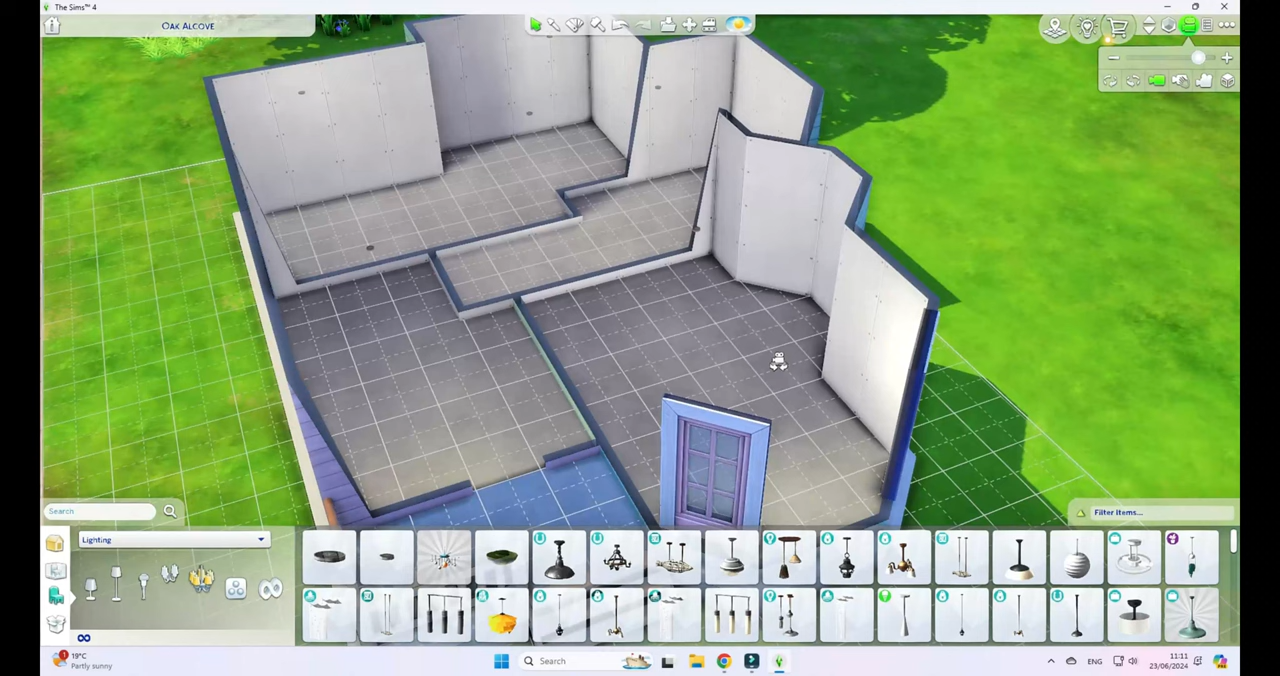 The Sims™ 4
OAK ALCOVE
Search
Filter items...
Lighting
19°C
Partly sunny
1
Search
ENG
11:11
23/06/2024